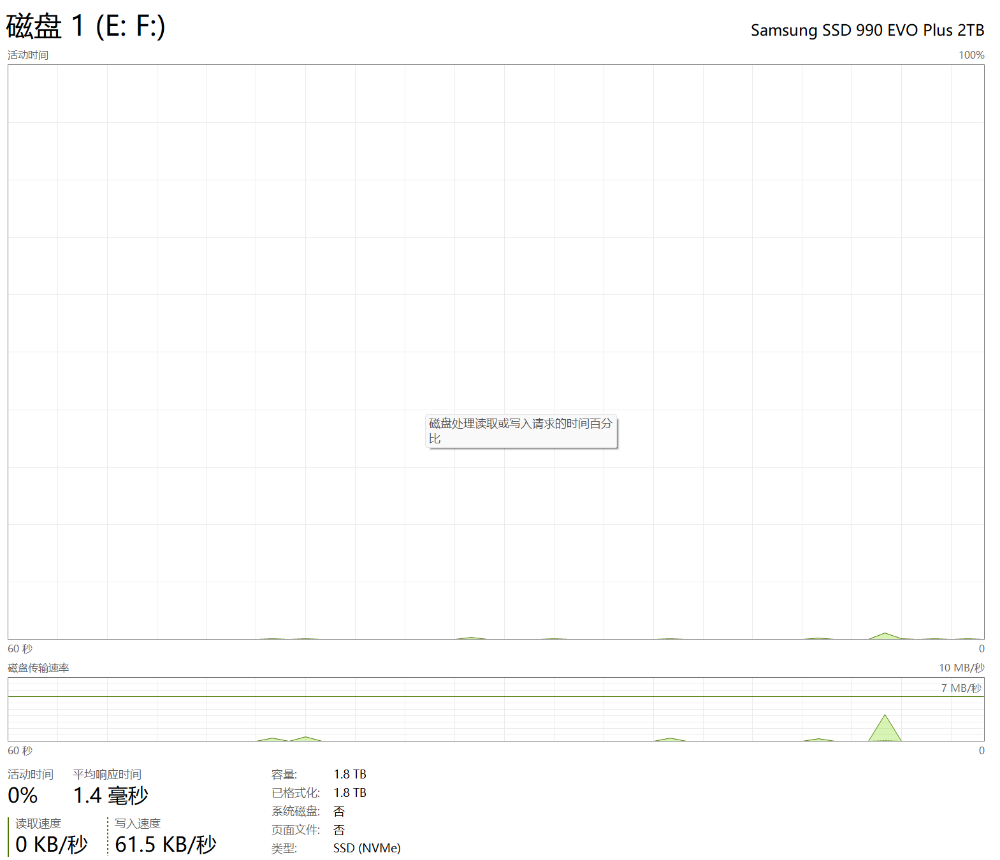 磁盘 1 (E: F:)
Samsung SSD 990 EVO Plus 2TB
活动时间
100%
磁盘处理读取或写入请求的时间百分
比
60 秒
0
磁盘传输速率
10 MB/秒
7 MB/秒
60 秒
0
活动时间
0%
平均响应时间
1.4 毫秒
读取速度
0 KB/秒
写入速度
61.5 KB/秒
容量: 1.8 TB
已格式化: 1.8 TB
系统磁盘: 否
页面文件: 否
类型: SSD (NVMe)